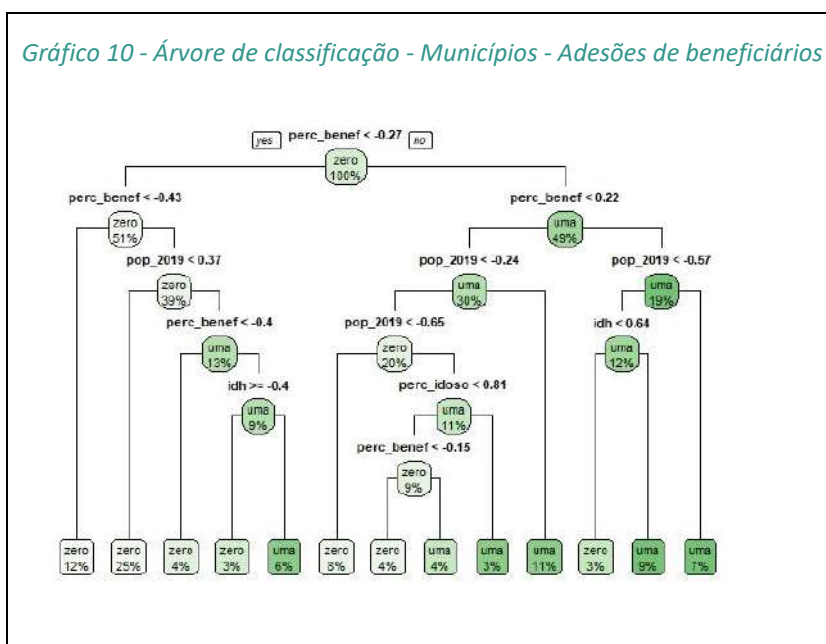 Gráfico 10 - Árvore de classificação - Municípios - Adesões de beneficiários
yes perc_benef < -0.27 no
zero
100%
perc_benef < -0.43 perc_benef < 0.22
zero uma
51% 49%
pop_2019 < 0.37 pop_2019 < -0.24 pop_2019 < -0.57
zero uma uma
39% 30% 19%
perc_benef < -0.4 pop_2019 < -0.65 idh < 0.64
uma zero uma
13% 20% 12%
idh >= -0.4 perc_idoso < 0.81
uma uma
9% 11%
perc_benef < -0.15
zero
9%
zero zero zero zero uma zero zero uma uma uma zero uma uma
12% 25% 4% 3% 6% 8% 4% 4% 3% 11% 3% 9% 7%